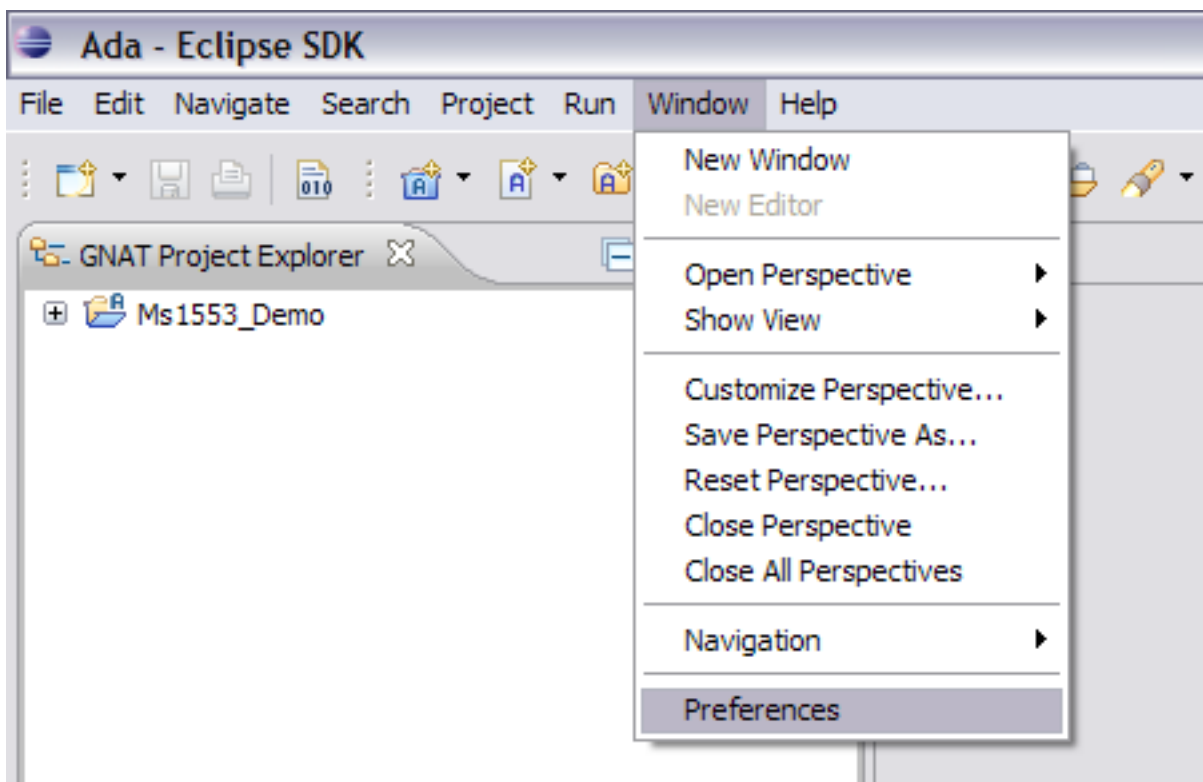 Ada - Eclipse SDK
File Edit Navigate Search Project Run Window Help
010 A A A
GNAT Project Explorer
A Ms1553_Demo
New Window
New Editor
Open Perspective
Show View
Customize Perspective...
Save Perspective As...
Reset Perspective...
Close Perspective
Close All Perspectives
Navigation
Preferences